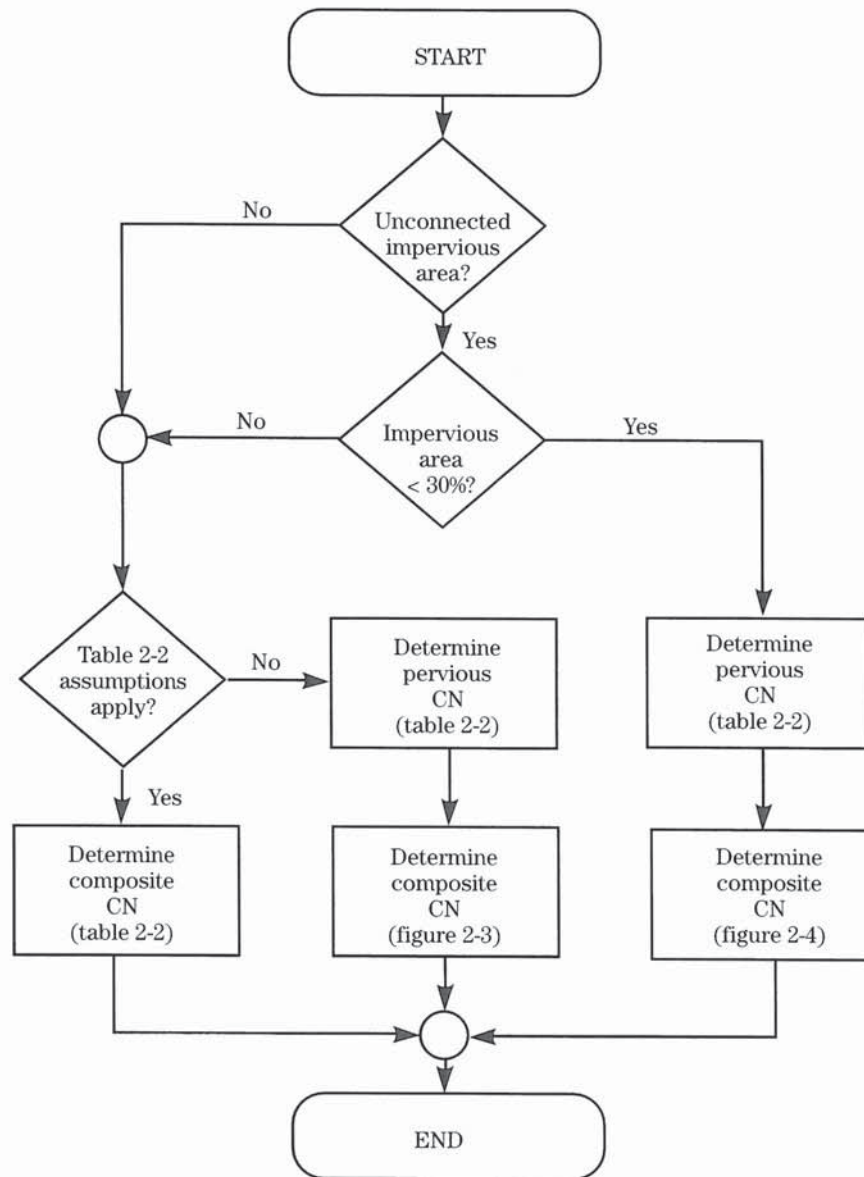 START
No
Unconnected
impervious
area?
Yes
No
Impervious
area
< 30%?
Yes
Table 2-2
assumptions
apply?
No
Determine
pervious
CN
(table 2-2)
Determine
pervious
CN
(table 2-2)
Yes
Determine
composite
CN
(table 2-2)
Determine
composite
CN
(figure 2-3)
Determine
composite
CN
(figure 2-4)
END